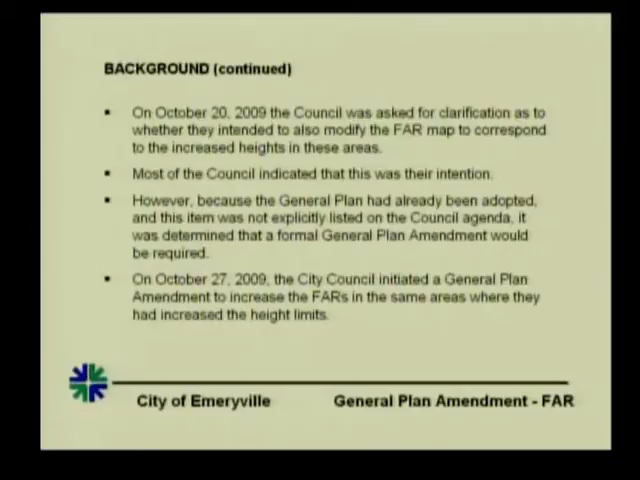 BACKGROUND (continued)
▪ On October 20, 2009 the Council was asked for clarification as to
whether they intended to also modify the FAR map to correspond
to the increased heights in these areas.
▪ Most of the Council indicated that this was their intention.
▪ However, because the General Plan had already been adopted,
and this item was not explicitly listed on the Council agenda, it
was determined that a formal General Plan Amendment would
be required.
▪ On October 27, 2009, the City Council initiated a General Plan
Amendment to increase the FARs in the same areas where they
had increased the height limits.
City of Emeryville General Plan Amendment - FAR